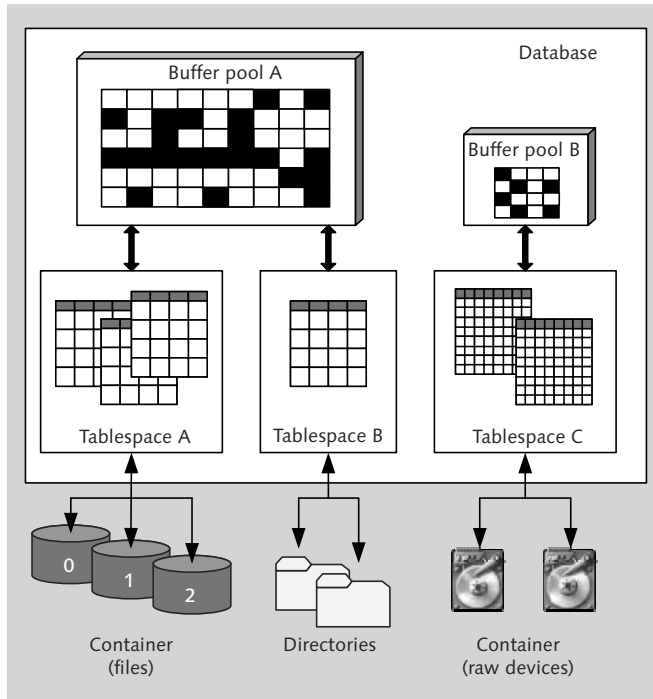 Database
Buffer pool A
Buffer pool B
Tablespace A
Tablespace B
Tablespace C
0
1
2
Container
(files)
Directories
Container
(raw devices)